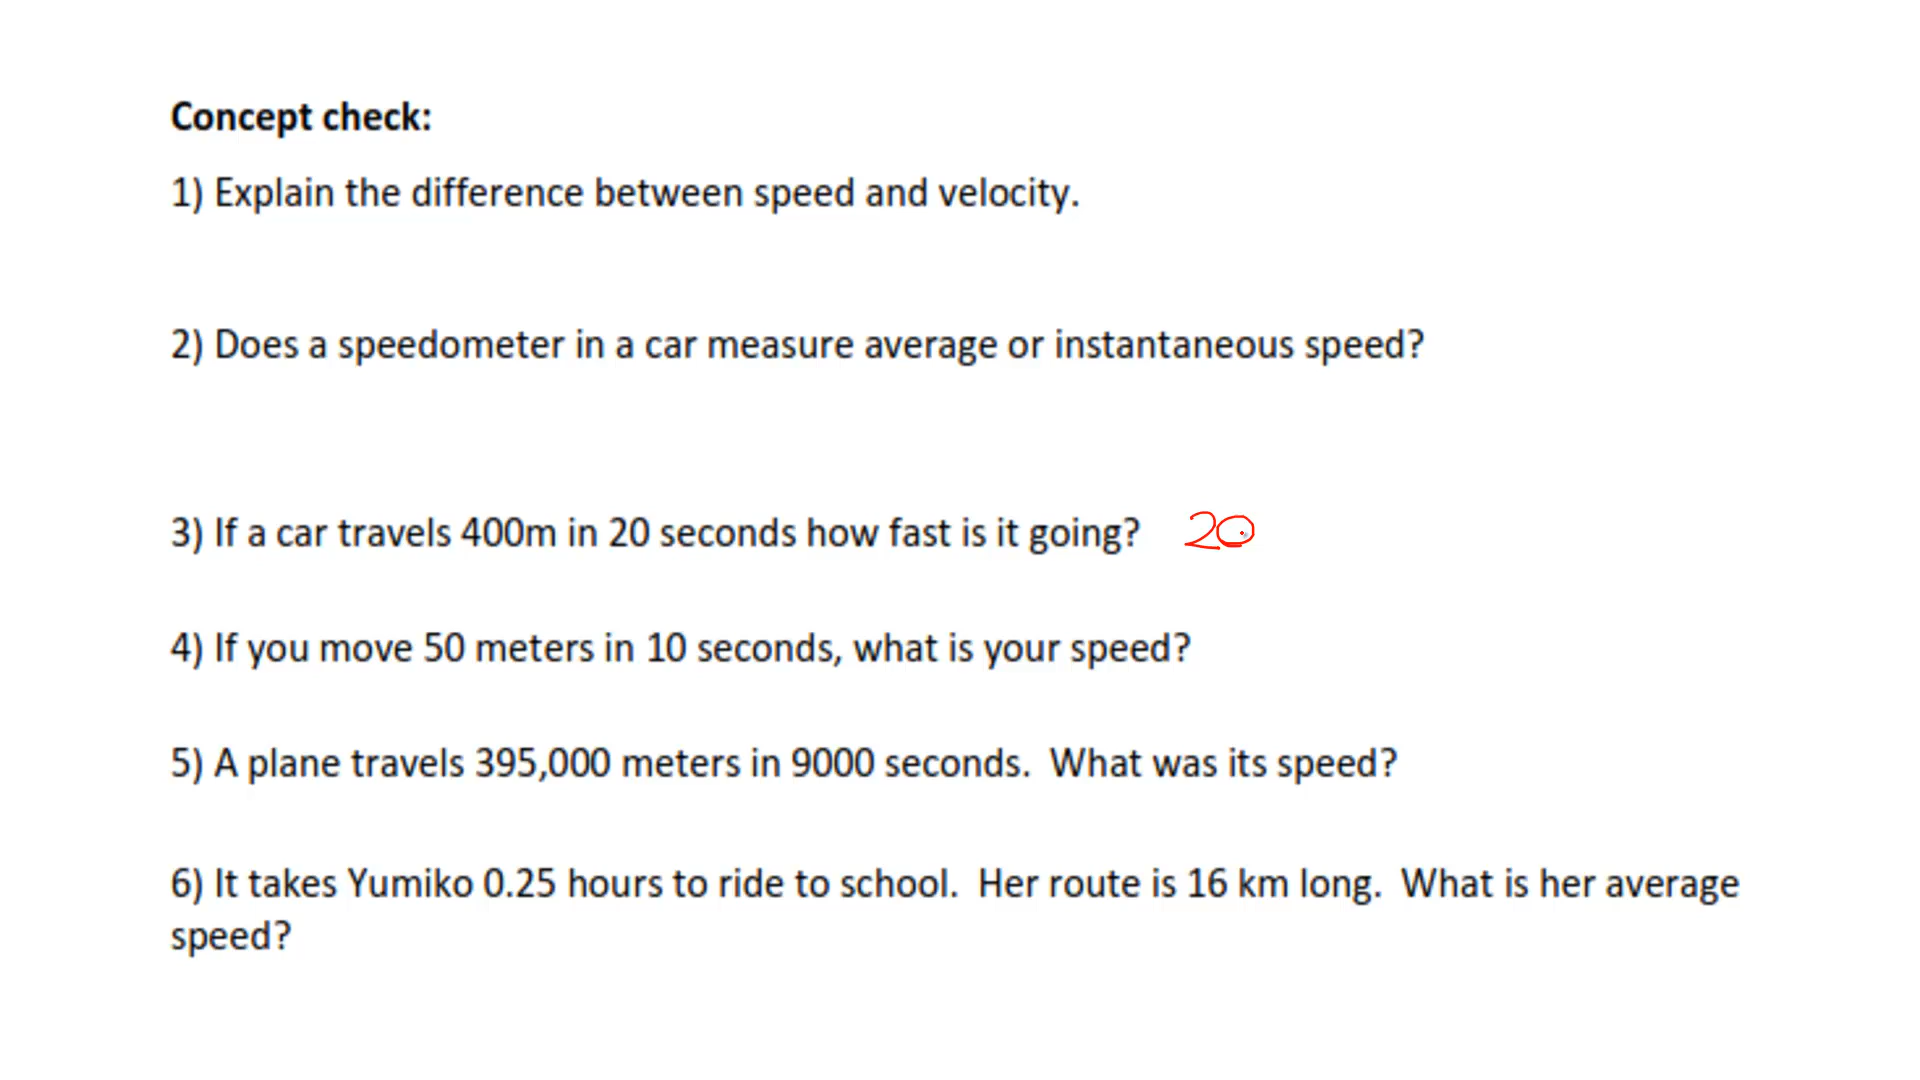 Concept check:
1) Explain the difference between speed and velocity.
2) Does a speedometer in a car measure average or instantaneous speed?
3) If a car travels 400m in 20 seconds how fast is it going? 20
4) If you move 50 meters in 10 seconds, what is your speed?
5) A plane travels 395,000 meters in 9000 seconds. What was its speed?
6) It takes Yumiko 0.25 hours to ride to school. Her route is 16 km long. What is her average
speed?